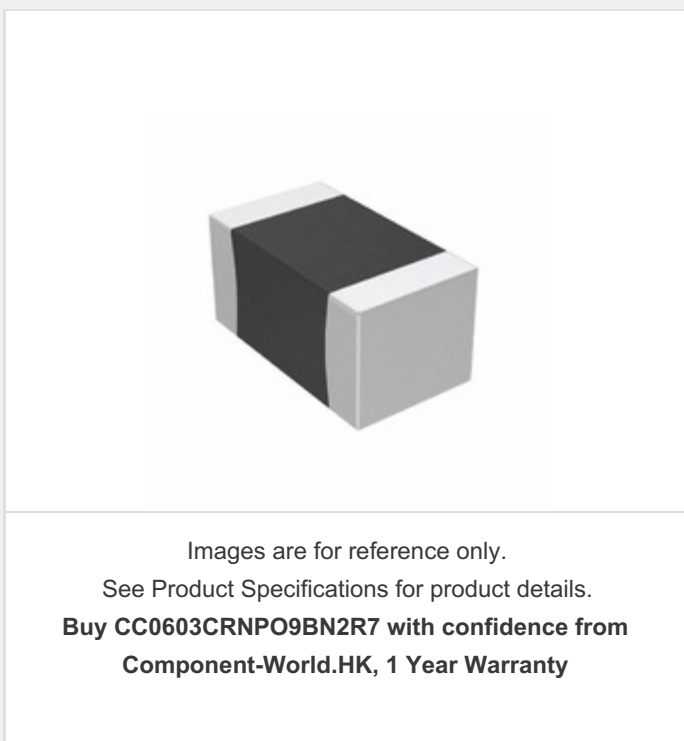 Images are for reference only.
See Product Specifications for product details.
Buy CC0603CRNPO9BN2R7 with confidence from
Component-World.HK, 1 Year Warranty